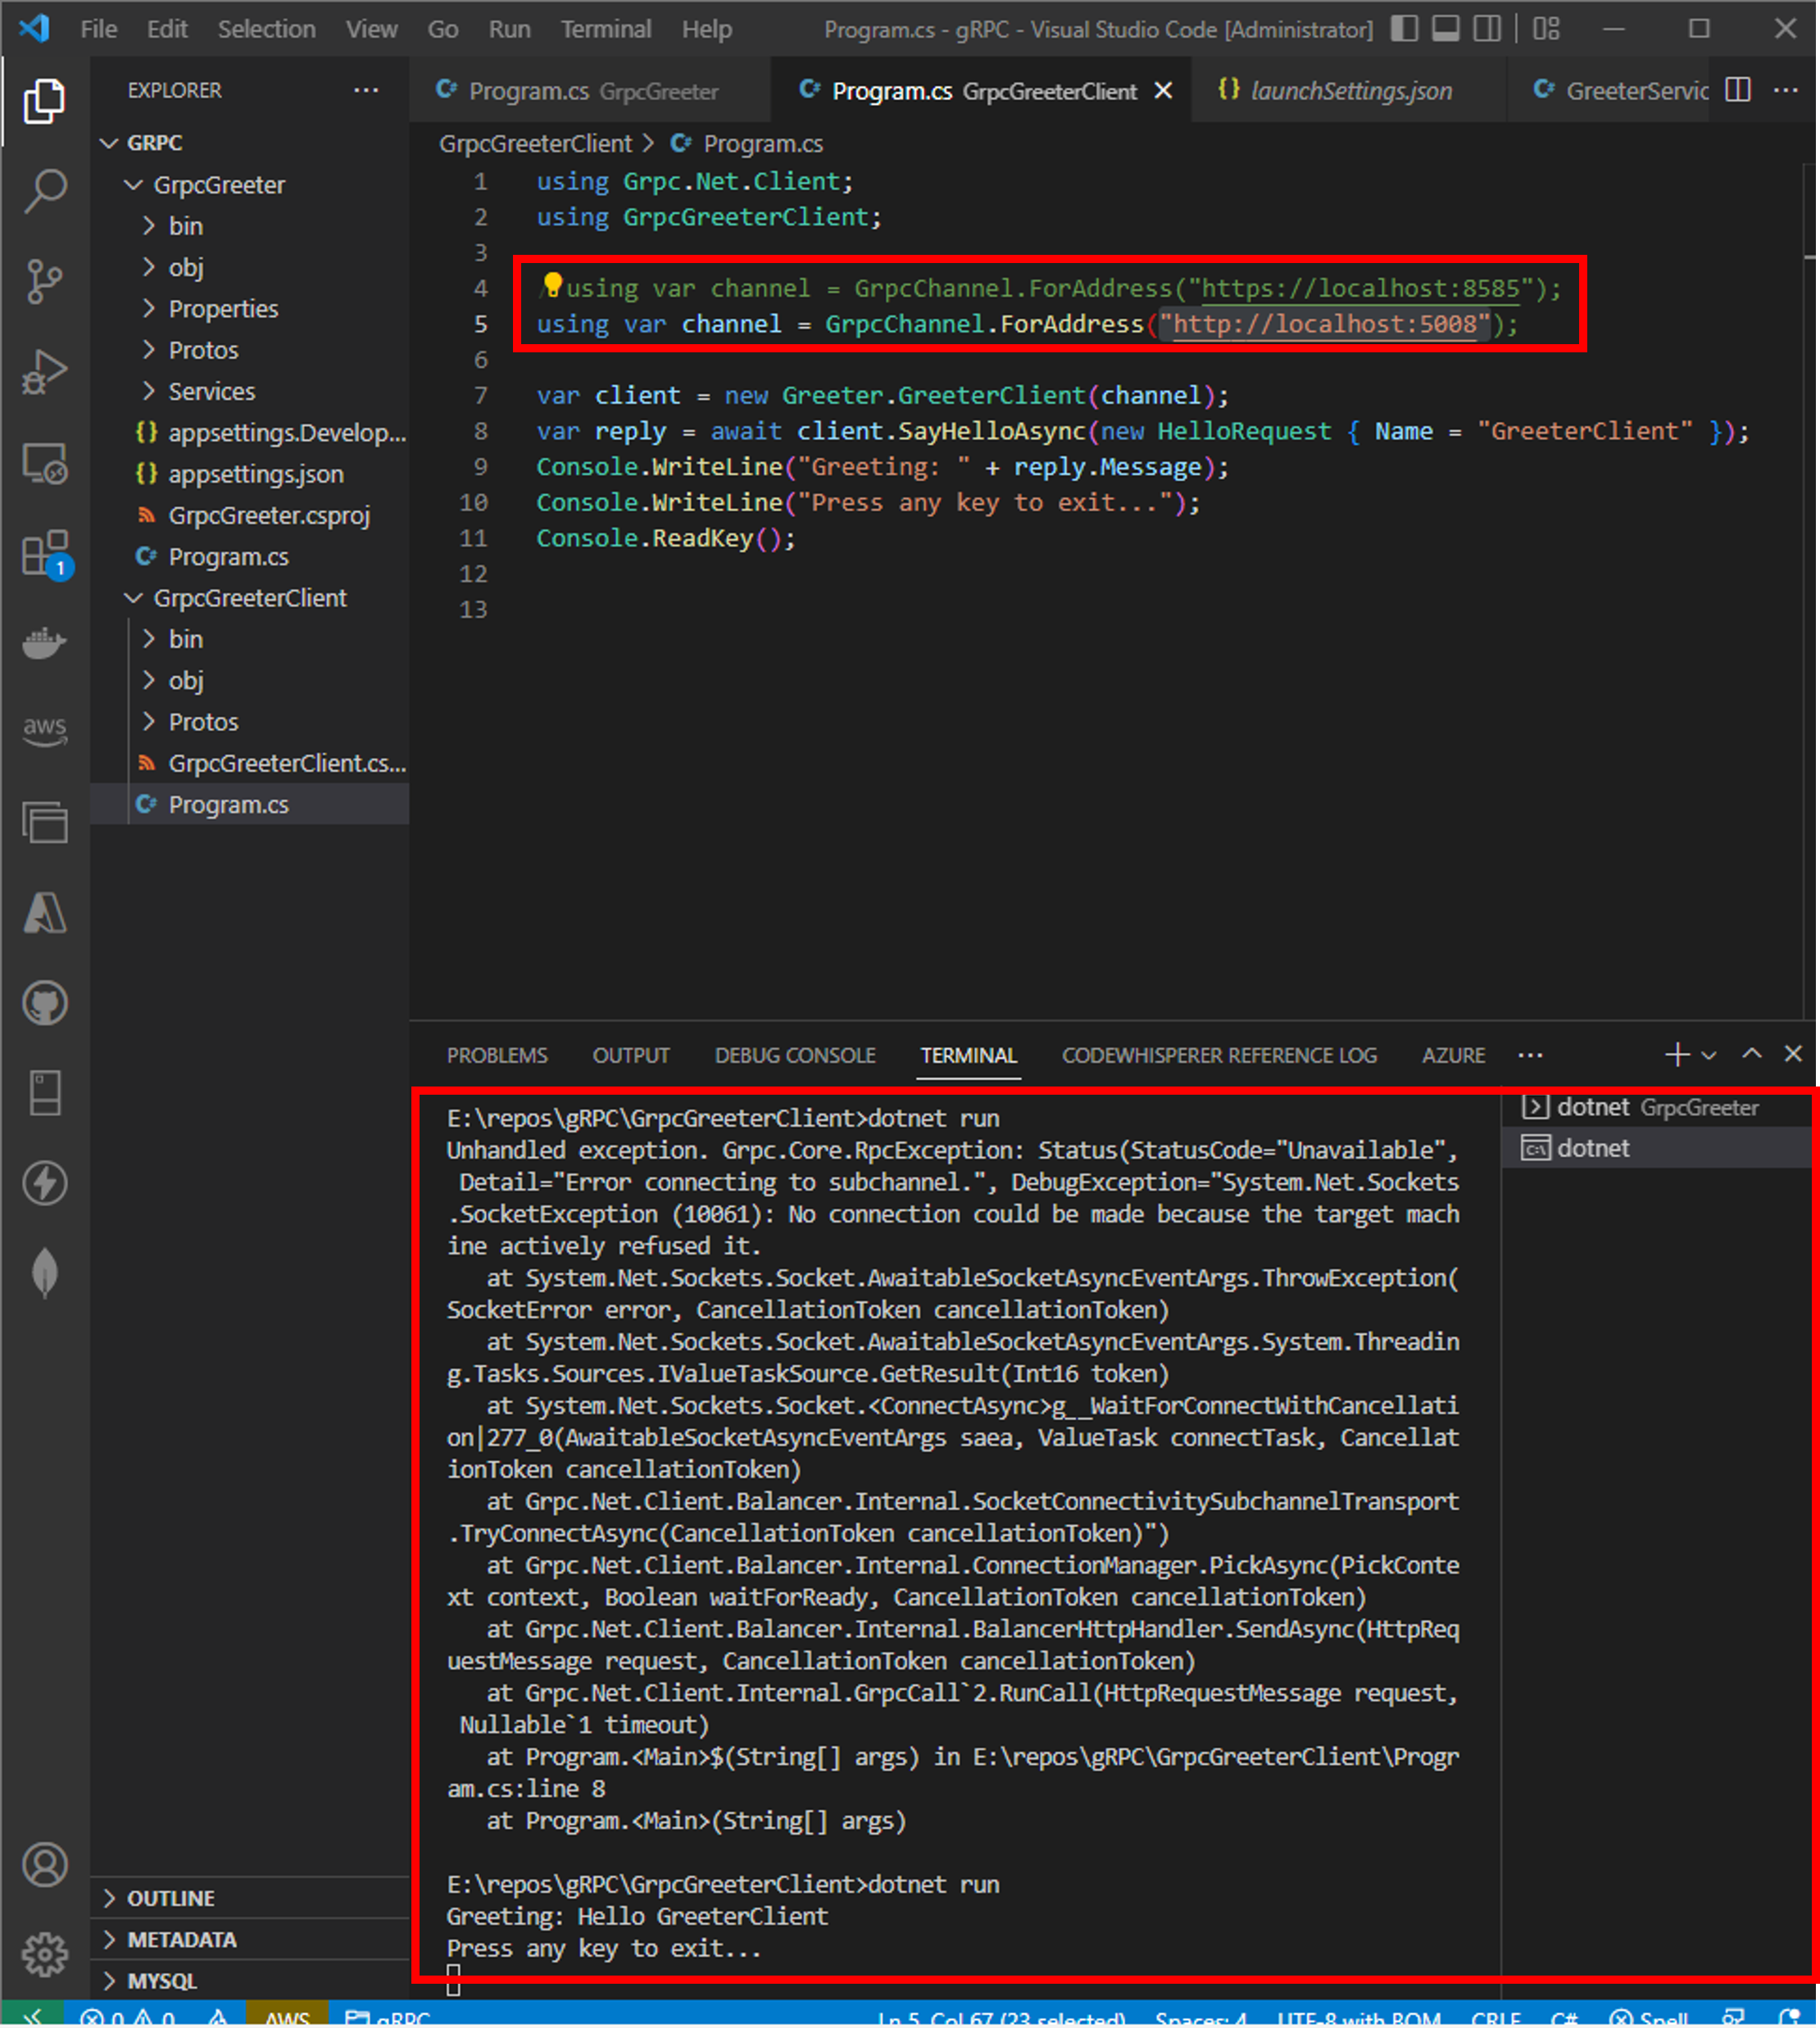 File Edit Selection View Go Run Terminal Help Program.cs - gRPC - Visual Studio Code [Administrator]
EXPLORER
GRPC
GrpcGreeter
bin
obj
Properties
Protos
Services
{} appsettings.Develop...
{} appsettings.json
GrpcGreeter.csproj
C# Program.cs
GrpcGreeterClient
bin
obj
Protos
GrpcGreeterClient.cs...
C# Program.cs
OUTLINE
METADATA
MYSQL
1
aws
C# Program.cs GrpcGreeter C# Program.cs GrpcGreeterClient {} launchSettings.json C# GreeterServic
GrpcGreeterClient > C# Program.cs
1 using Grpc.Net.Client;
2 using GrpcGreeterClient;
3
4 using var channel = GrpcChannel.ForAddress("https://localhost:8585");
5 using var channel = GrpcChannel.ForAddress("http://localhost:5008");
6
7 var client = new Greeter.GreeterClient(channel);
8 var reply = await client.SayHelloAsync(new HelloRequest { Name = "GreeterClient" });
9 Console.WriteLine("Greeting: " + reply.Message);
10 Console.WriteLine("Press any key to exit...");
11 Console.ReadKey();
12
13
PROBLEMS OUTPUT DEBUG CONSOLE TERMINAL CODEWHISPERER REFERENCE LOG AZURE
E:\repos\gRPC\GrpcGreeterClient>dotnet run
Unhandled exception. Grpc.Core.RpcException: Status(StatusCode="Unavailable",
Detail="Error connecting to subchannel.", DebugException="System.Net.Sockets
.SocketException (10061): No connection could be made because the target mach
ine actively refused it.
at System.Net.Sockets.Socket.AwaitableSocketAsyncEventArgs.ThrowException(
SocketError error, CancellationToken cancellationToken)
at System.Net.Sockets.Socket.AwaitableSocketAsyncEventArgs.System.Threadin
g.Tasks.Sources.IValueTaskSource.GetResult(Int16 token)
at System.Net.Sockets.Socket.<ConnectAsync>g__WaitForConnectWithCancellati
on|277_0(AwaitableSocketAsyncEventArgs saea, ValueTask connectTask, Cancellat
ionToken cancellationToken)
at Grpc.Net.Client.Balancer.Internal.SocketConnectivitySubchannelTransport
.TryConnectAsync(CancellationToken cancellationToken)")
at Grpc.Net.Client.Balancer.Internal.ConnectionManager.PickAsync(PickConte
xt context, Boolean waitForReady, CancellationToken cancellationToken)
at Grpc.Net.Client.Balancer.Internal.BalancerHttpHandler.SendAsync(HttpReq
uestMessage request, CancellationToken cancellationToken)
at Grpc.Net.Client.Internal.GrpcCall`2.RunCall(HttpRequestMessage request,
Nullable`1 timeout)
at Program.<Main>$(String[] args) in E:\repos\gRPC\GrpcGreeterClient\Progr
am.cs:line 8
at Program.<Main>(String[] args)
E:\repos\gRPC\GrpcGreeterClient>dotnet run
Greeting: Hello GreeterClient
Press any key to exit...
dotnet GrpcGreeter
dotnet
0 0 AWS gRPC Ln 5, Col 67 (23 selected) Spaces: 4 UTF-8 with BOM CRLF C# Spell